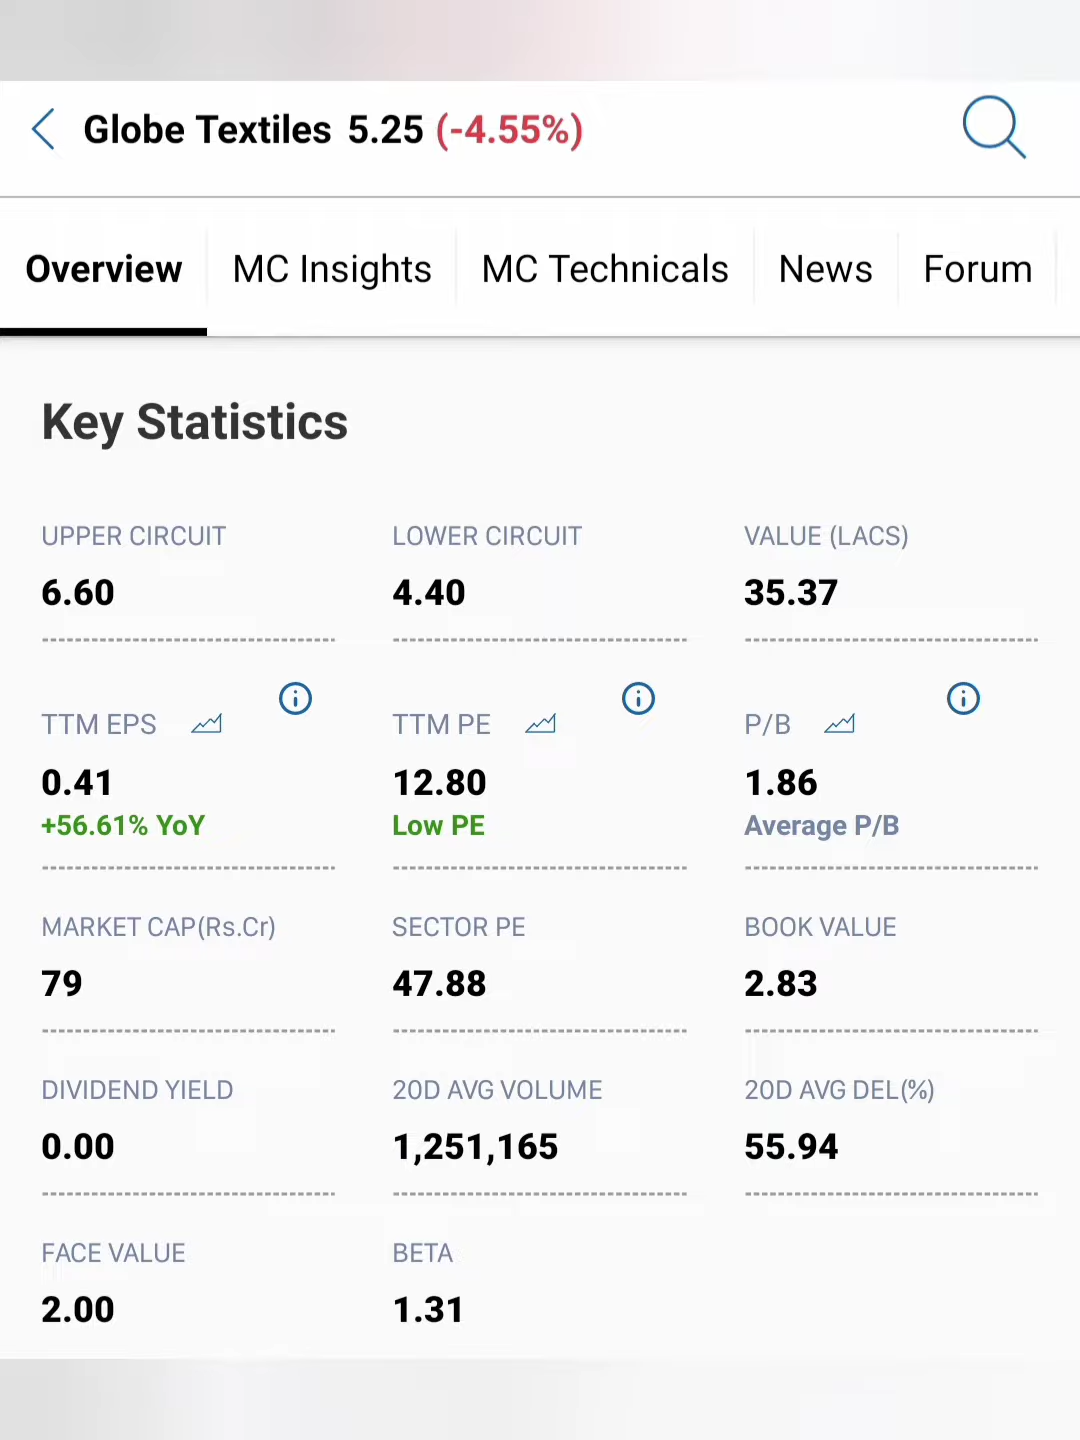 Globe Textiles 5.25 (-4.55%)
Overview MC Insights MC Technicals News Forum
Key Statistics
UPPER CIRCUIT LOWER CIRCUIT VALUE (LACS)
6.60 4.40 35.37
TTM EPS TTM PE P/B
0.41 12.80 1.86
+56.61% YoY Low PE Average P/B
MARKET CAP(Rs.Cr) SECTOR PE BOOK VALUE
79 47.88 2.83
DIVIDEND YIELD 20D AVG VOLUME 20D AVG DEL(%)
0.00 1,251,165 55.94
FACE VALUE BETA
2.00 1.31